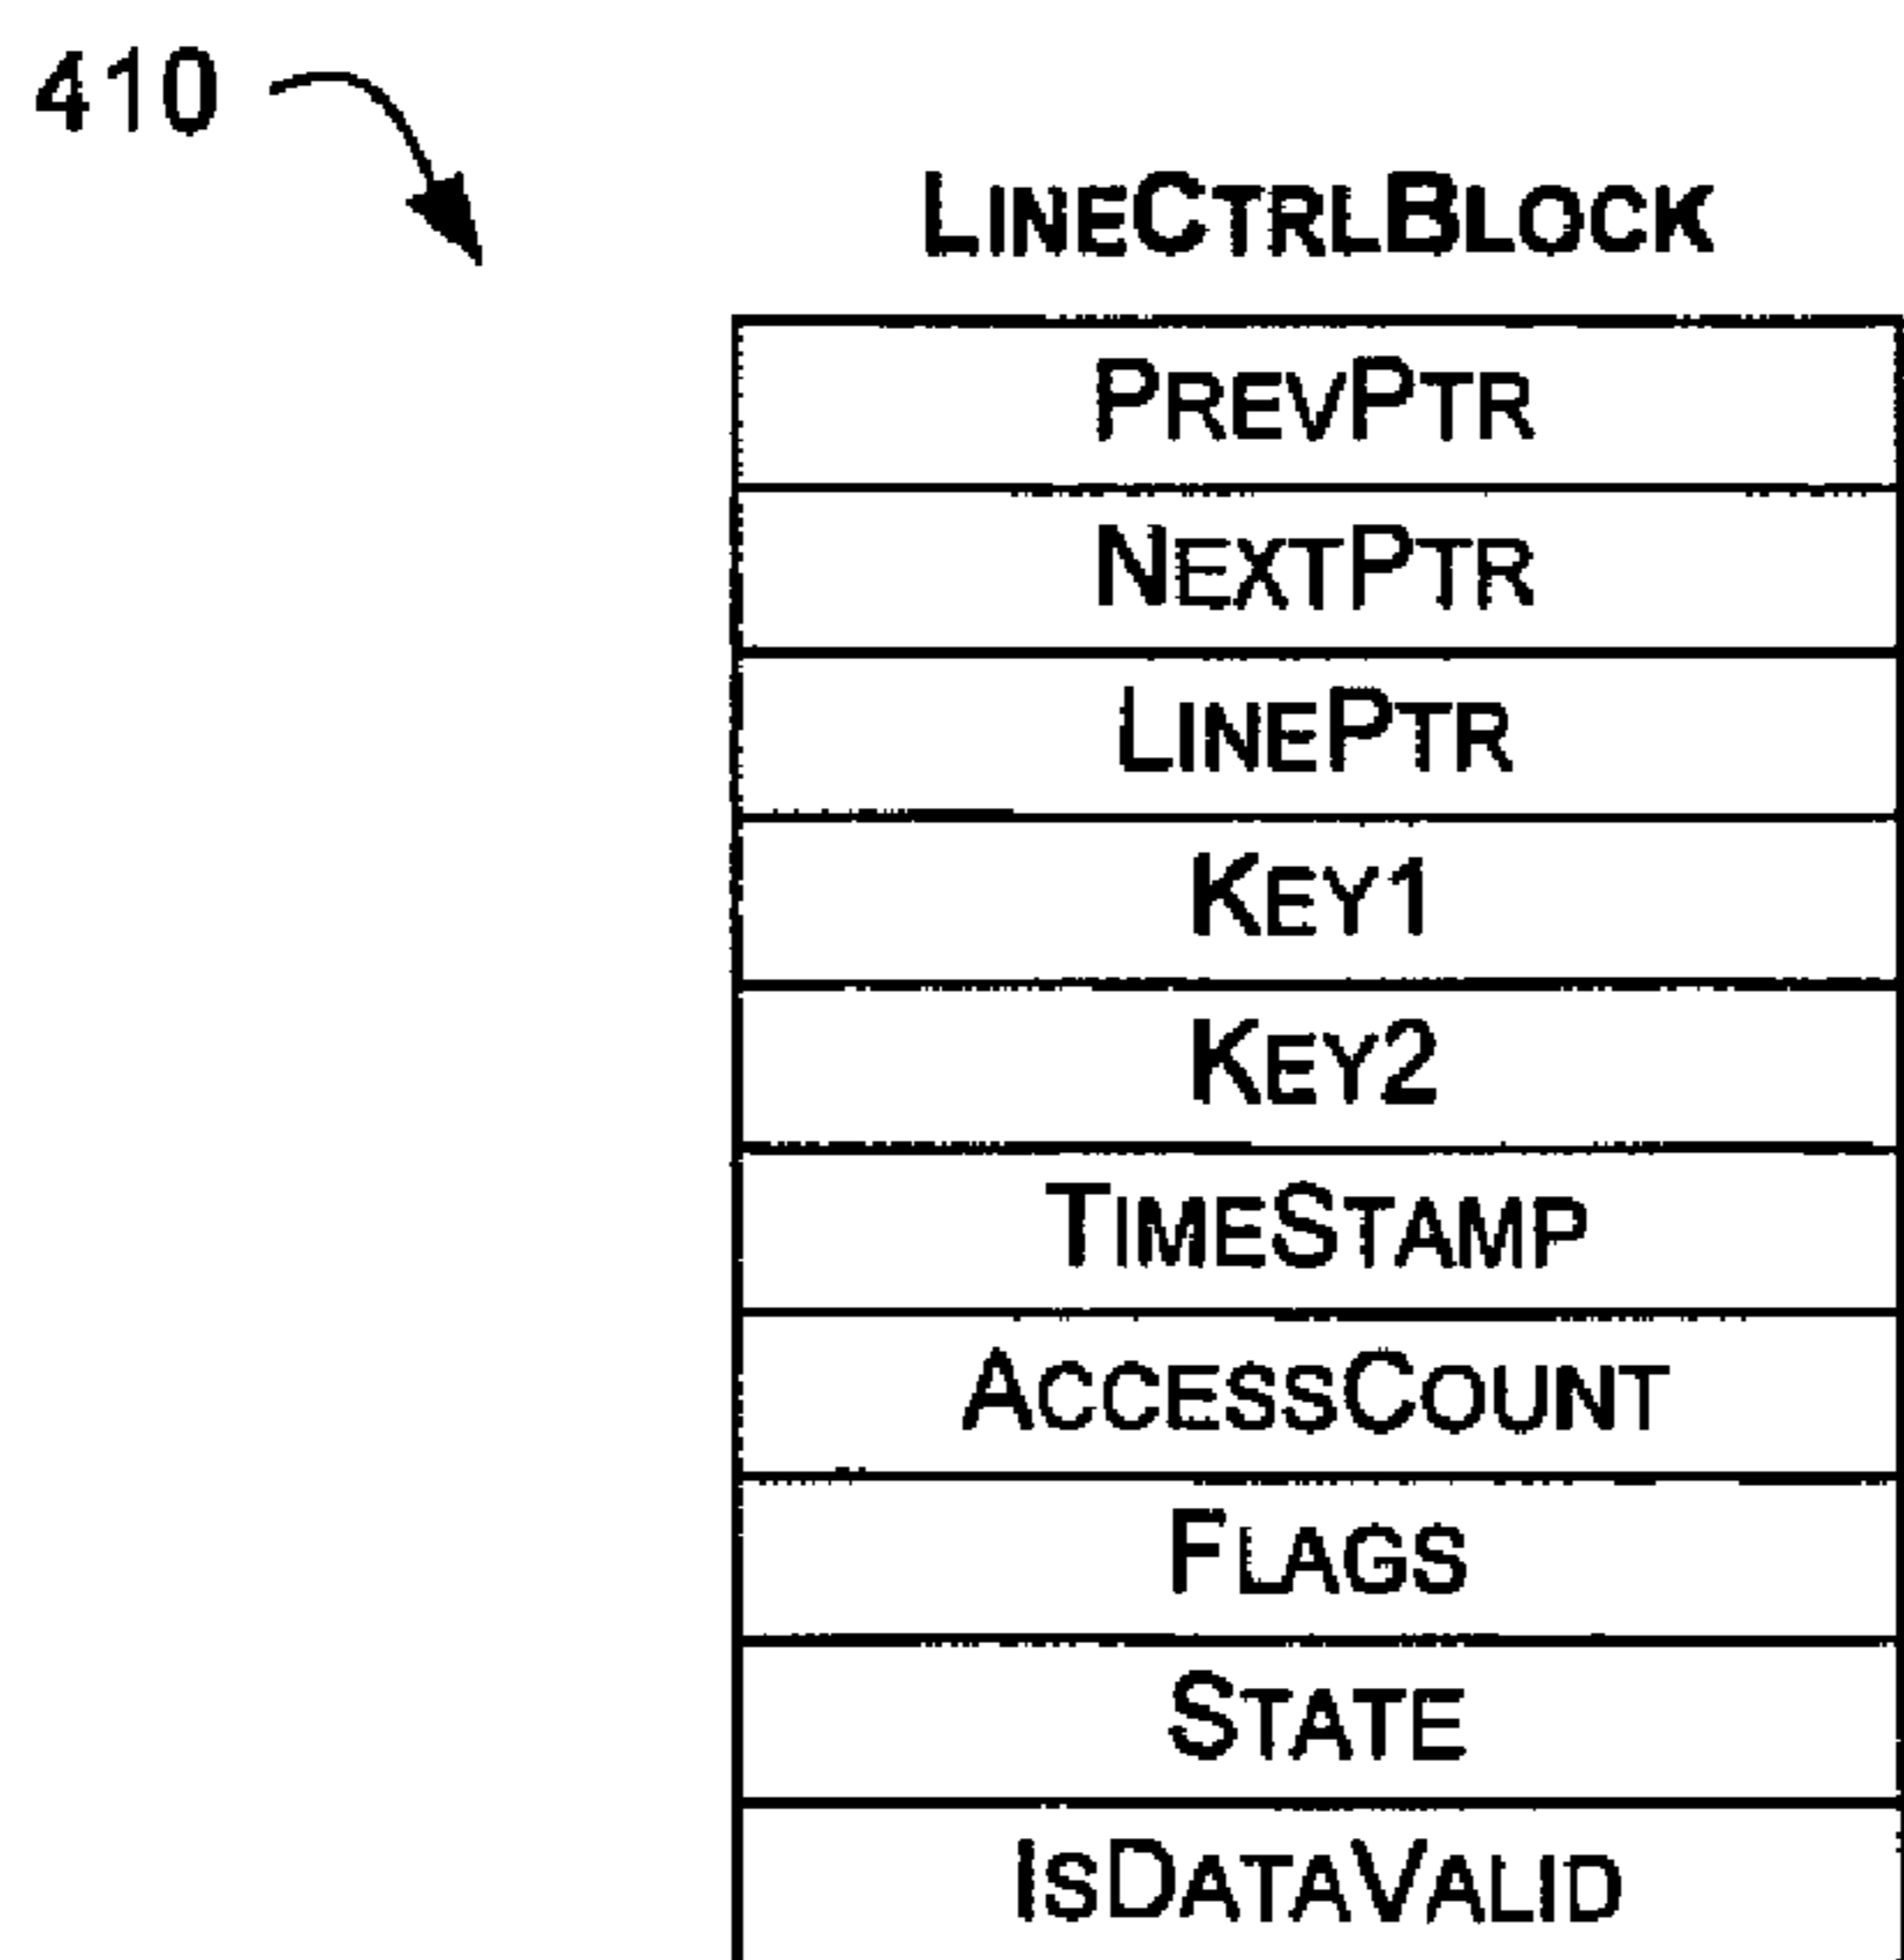 410
LINECTRLBLOCK
PREVPTR
NEXTPTR
LINEPTR
KEY1
KEY2
TIMESTAMP
ACCESSCOUNT
FLAGS
STATE
ISDATAVALID